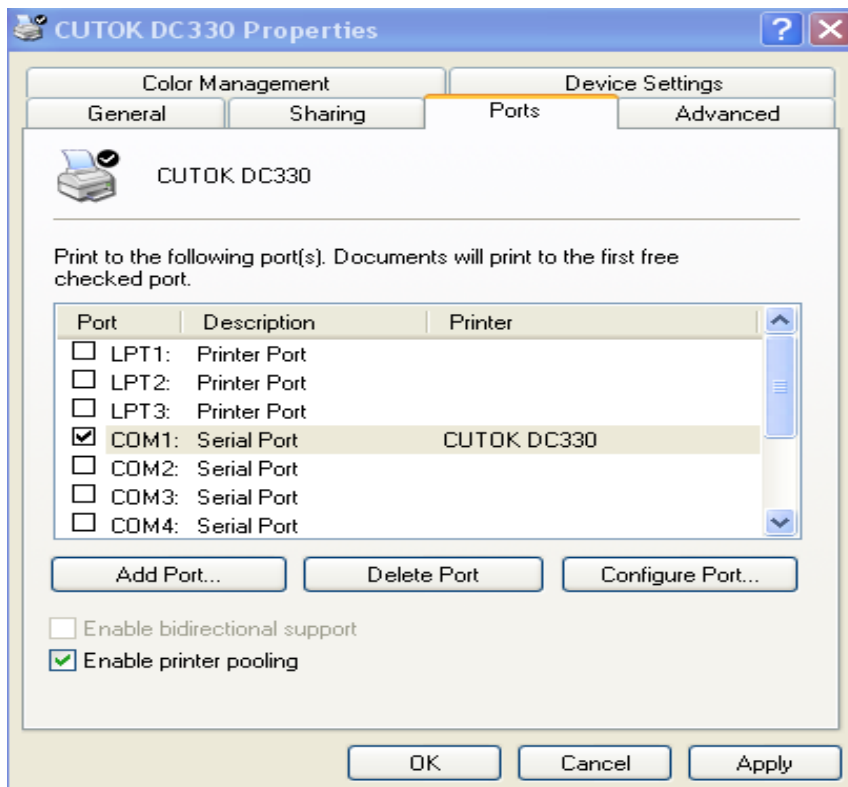 CUTOK DC330 Properties
Color Management Device Settings
General Sharing Ports Advanced
CUTOK DC330
Print to the following port(s). Documents will print to the first free
checked port.
Port Description Printer
LPT1: Printer Port
LPT2: Printer Port
LPT3: Printer Port
COM1: Serial Port CUTOK DC330
COM2: Serial Port
COM3: Serial Port
COM4: Serial Port
Add Port... Delete Port Configure Port...
Enable bidirectional support
Enable printer pooling
OK Cancel Apply